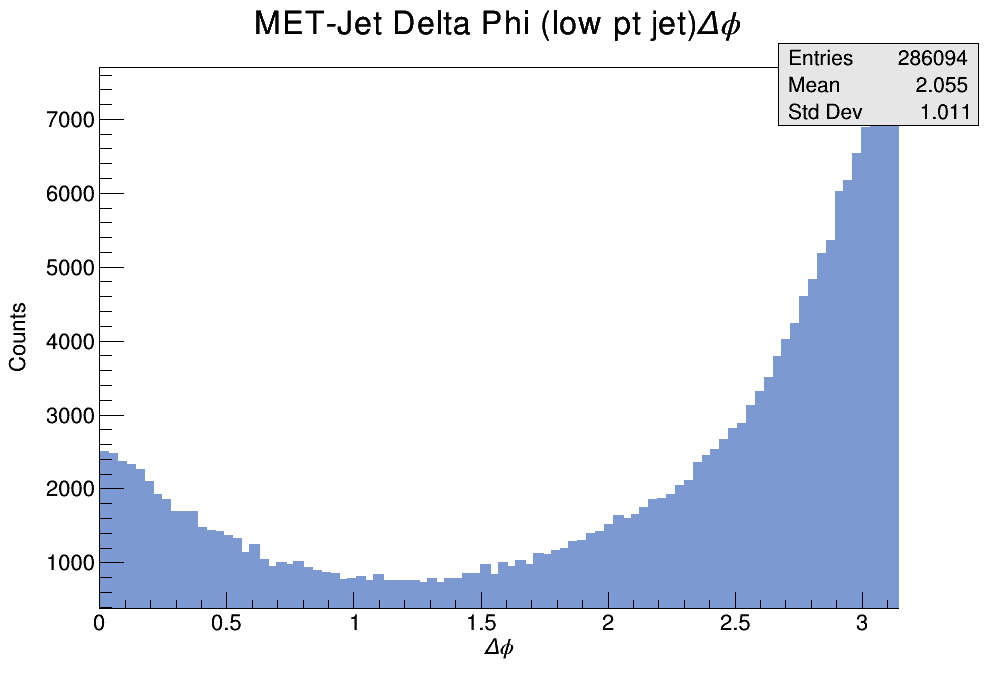 MET-Jet Delta Phi (low pt jet)Δϕ
Entries 286094
Mean 2.055
Std Dev 1.011
7000
6000
5000
4000
3000
2000
1000
Counts
0 0.5 1 1.5 2 2.5 3
Δϕ